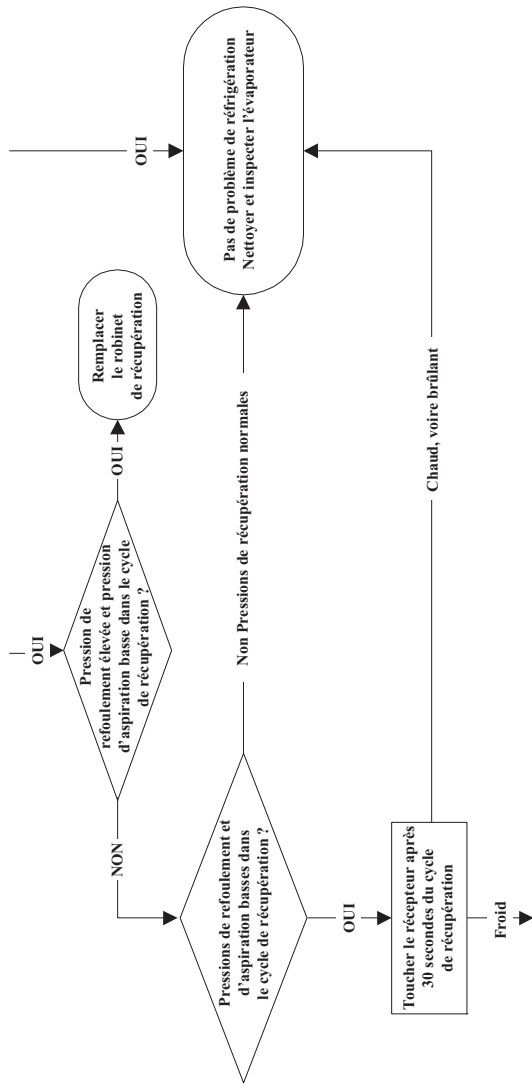 OUI
Pression de
refoulement élevée et pression
d'aspiration basse dans le cycle
de récupération ?
OUI
Remplacer
le robinet
de récupération
OUI
NON
Pressions de refoulement et
d'aspiration basses dans
le cycle de récupération ?
Non Pressions de récupération normales
Pas de problème de réfrigération
Nettoyer et inspecter l'évaporateur
OUI
Toucher le récepteur après
30 secondes du cycle
de récupération
Chaud, voire brûlant
Froid